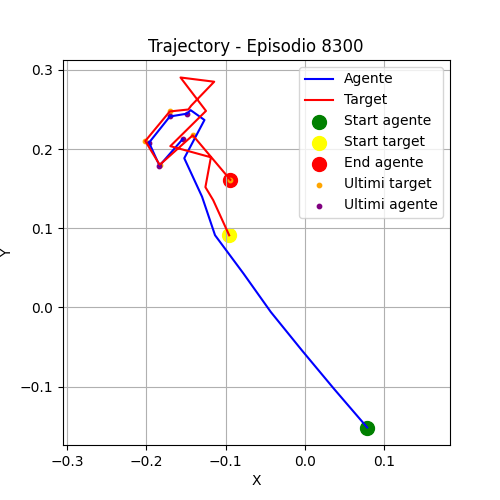 Trajectory - Episodio 8300
Agente
Target
Start agente
Start target
End agente
Ultimi target
Ultimi agente
0.3
0.2
0.1
0.0
−0.1
Y
−0.3
−0.2
−0.1
0.0
0.1
X